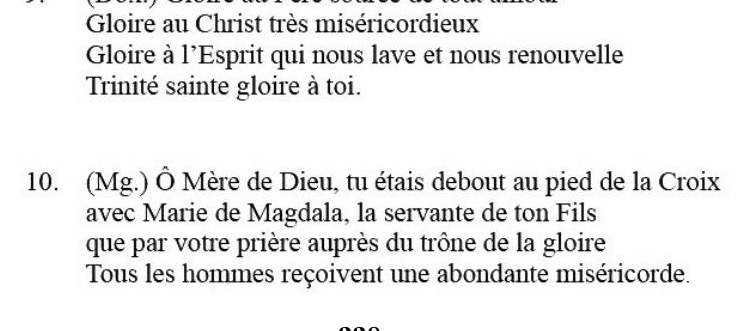 Gloire au Christ très miséricordieux
Gloire à l’Esprit qui nous lave et nous renouvelle
Trinité sainte gloire à toi.
10. (Mg.) Ô Mère de Dieu, tu étais debout au pied de la Croix
avec Marie de Magdala, la servante de ton Fils
que par votre prière auprès du trône de la gloire
Tous les hommes reçoivent une abondante miséricorde.